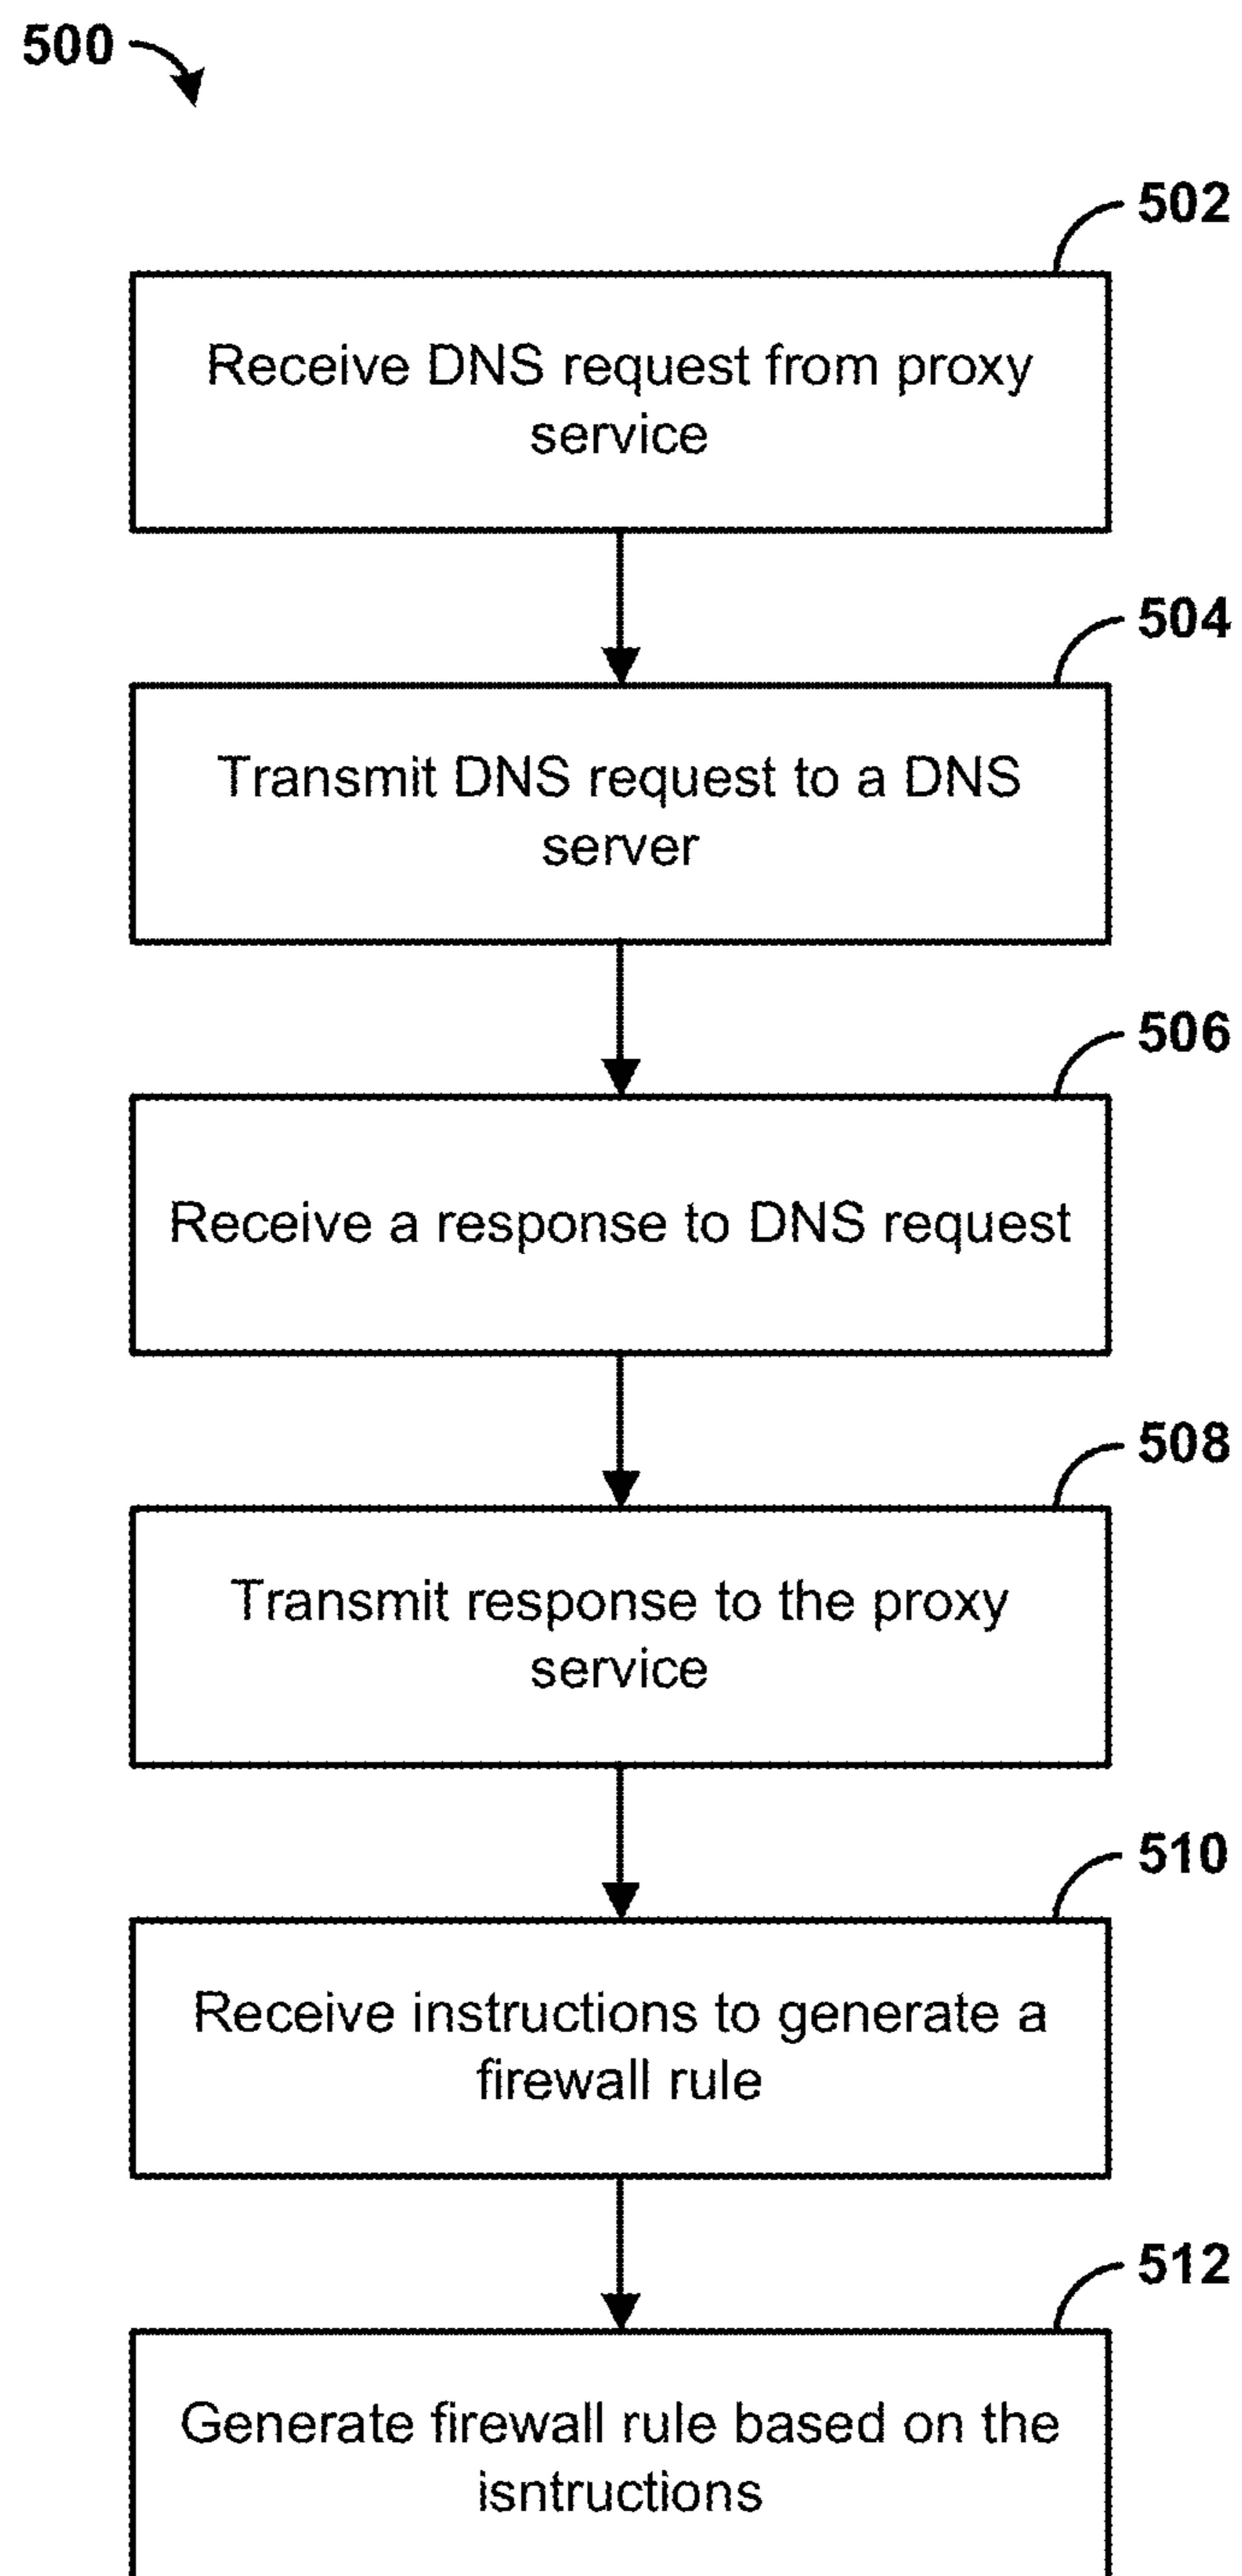 500
502
Receive DNS request from proxy
service
504
Transmit DNS request to a DNS
server
506
Receive a response to DNS request
508
Transmit response to the proxy
service
510
Receive instructions to generate a
firewall rule
512
Generate firewall rule based on the
isntructions